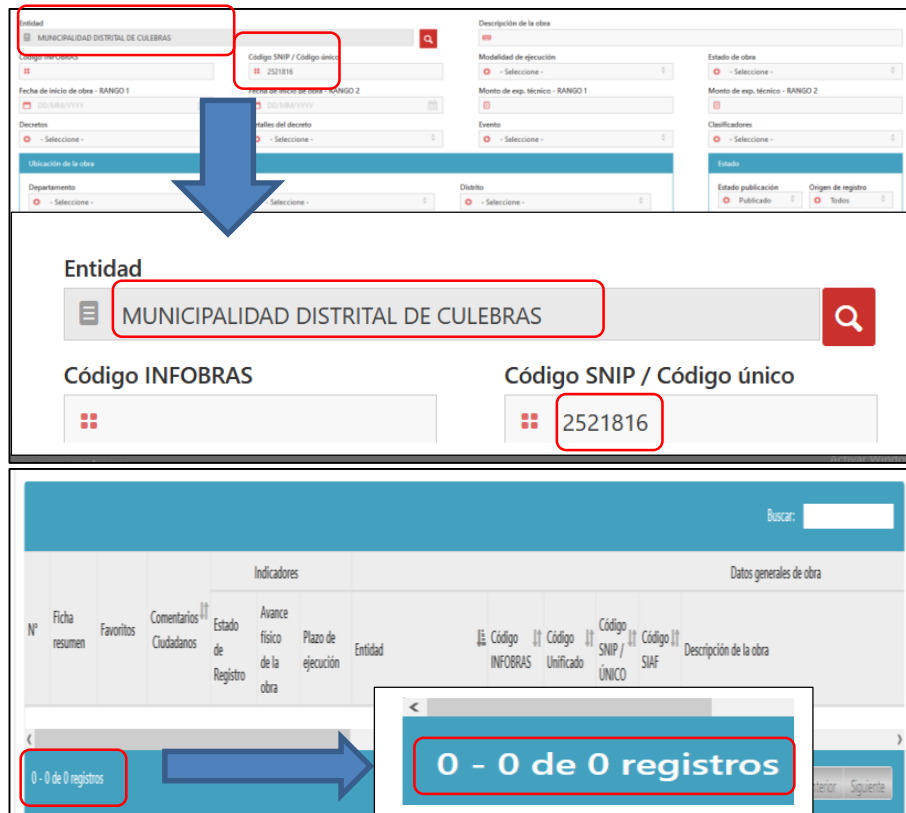 Entidad
Descripción de la obra
MUNICIPALIDAD DISTRITAL DE CULEBRAS
Código INFOBRAS
Código SNIP / Código único
Modalidad de ejecución
Estado de obra
2521816
- Seleccione -
- Seleccione -
Fecha de inicio de obra - RANGO 1
Fecha de inicio de obra - RANGO 2
Monto de exp. técnico - RANGO 1
Monto de exp. técnico - RANGO 2
DD/MM/YYYY
DD/MM/YYYY
Decretos
Detalles del decreto
Evento
Clasificadores
- Seleccione -
- Seleccione -
- Seleccione -
- Seleccione -
Ubicación de la obra
Estado
Departamento
Distrito
Estado publicación
Origen de registro
- Seleccione -
- Seleccione -
- Seleccione -
Publicado
Todos
Entidad
MUNICIPALIDAD DISTRITAL DE CULEBRAS
Código INFOBRAS
Código SNIP / Código único
2521816
Activar Window
Buscar:
Indicadores
Datos generales de obra
N°
Ficha resumen
Favoritos
Comentarios Ciudadanos
Estado de Registro
Avance físico de la obra
Plazo de ejecución
Entidad
Código INFOBRAS
Código Unificado
Código SNIP / ÚNICO
Código SIAF
Descripción de la obra
0 - 0 de 0 registros
0 - 0 de 0 registros
Siguiente